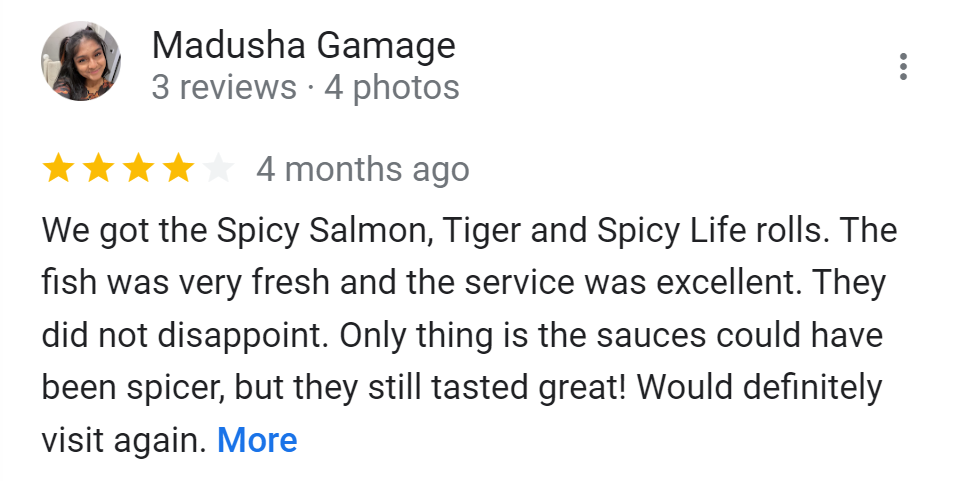 Madusha Gamage
3 reviews · 4 photos
4 months ago
We got the Spicy Salmon, Tiger and Spicy Life rolls. The
fish was very fresh and the service was excellent. They
did not disappoint. Only thing is the sauces could have
been spicer, but they still tasted great! Would definitely
visit again. More